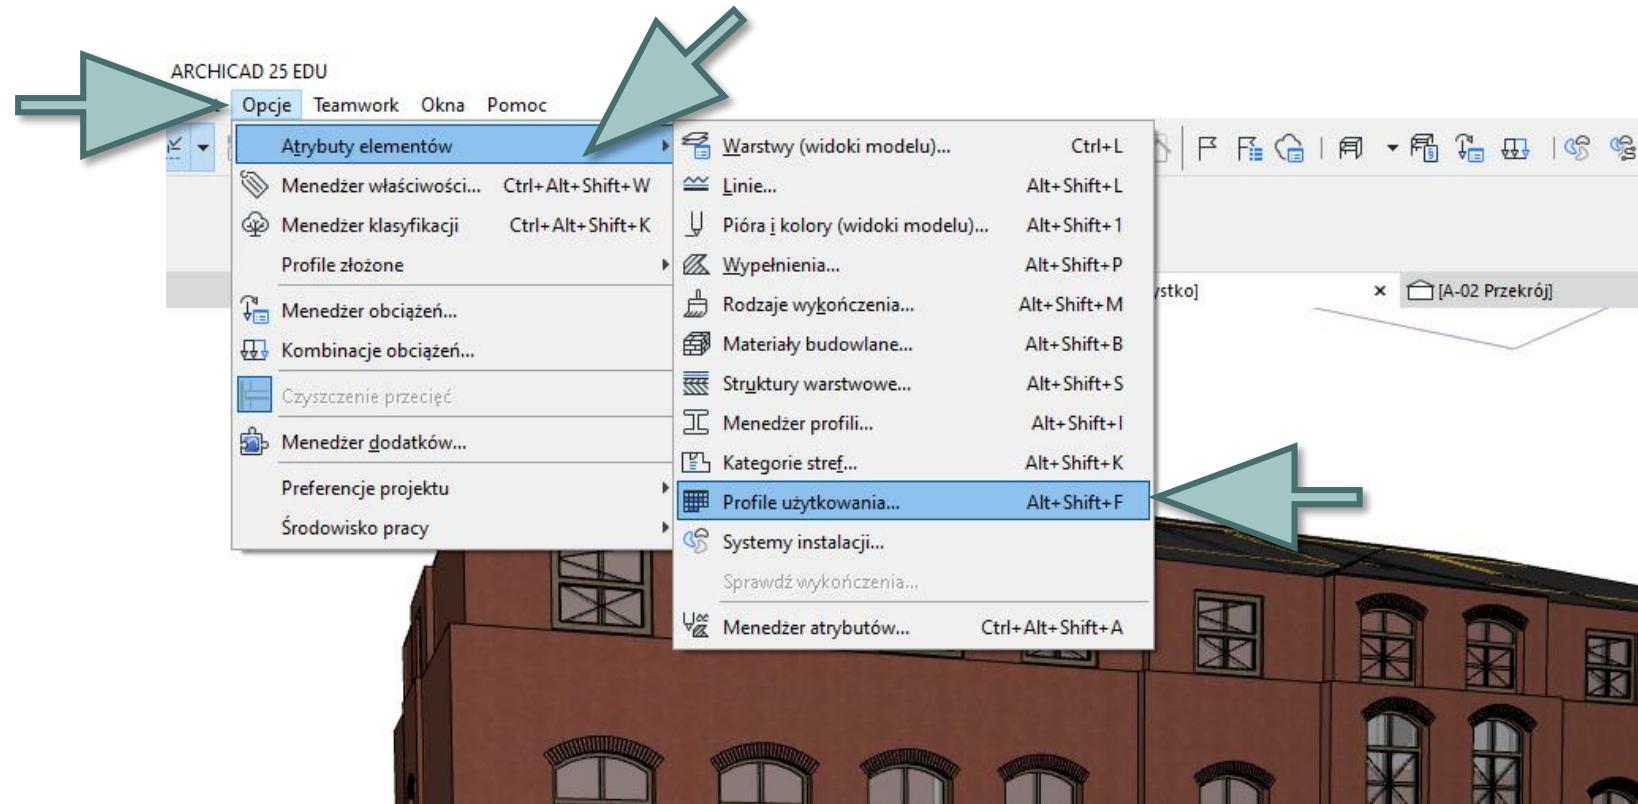 ARCHICAD 25 EDU
Opcje Teamwork Okna Pomoc
Atrybuty elementów
Menedżer właściwości... Ctrl+Alt+Shift+W
Menedżer klasyfikacji Ctrl+Alt+Shift+K
Profile złożone
Menedżer obciążeń...
Kombinacje obciążeń...
Czyszczenie przecięć
Menedżer dodatków...
Preferencje projektu
Środowisko pracy
Warstwy (widoki modelu)... Ctrl+L
Linie... Alt+Shift+L
Pióra i kolory (widoki modelu)... Alt+Shift+1
Wypełnienia... Alt+Shift+P
Rodzaje wykończenia... Alt+Shift+M
Materiały budowlane... Alt+Shift+B
Struktury warstwowe... Alt+Shift+S
Menedżer profili... Alt+Shift+I
Kategorie stref... Alt+Shift+K
Profile użytkowania... Alt+Shift+F
Systemy instalacji...
Sprawdź wykończenia...
Menedżer atrybutów... Ctrl+Alt+Shift+A
ystko]
[A-02 Przekrój]